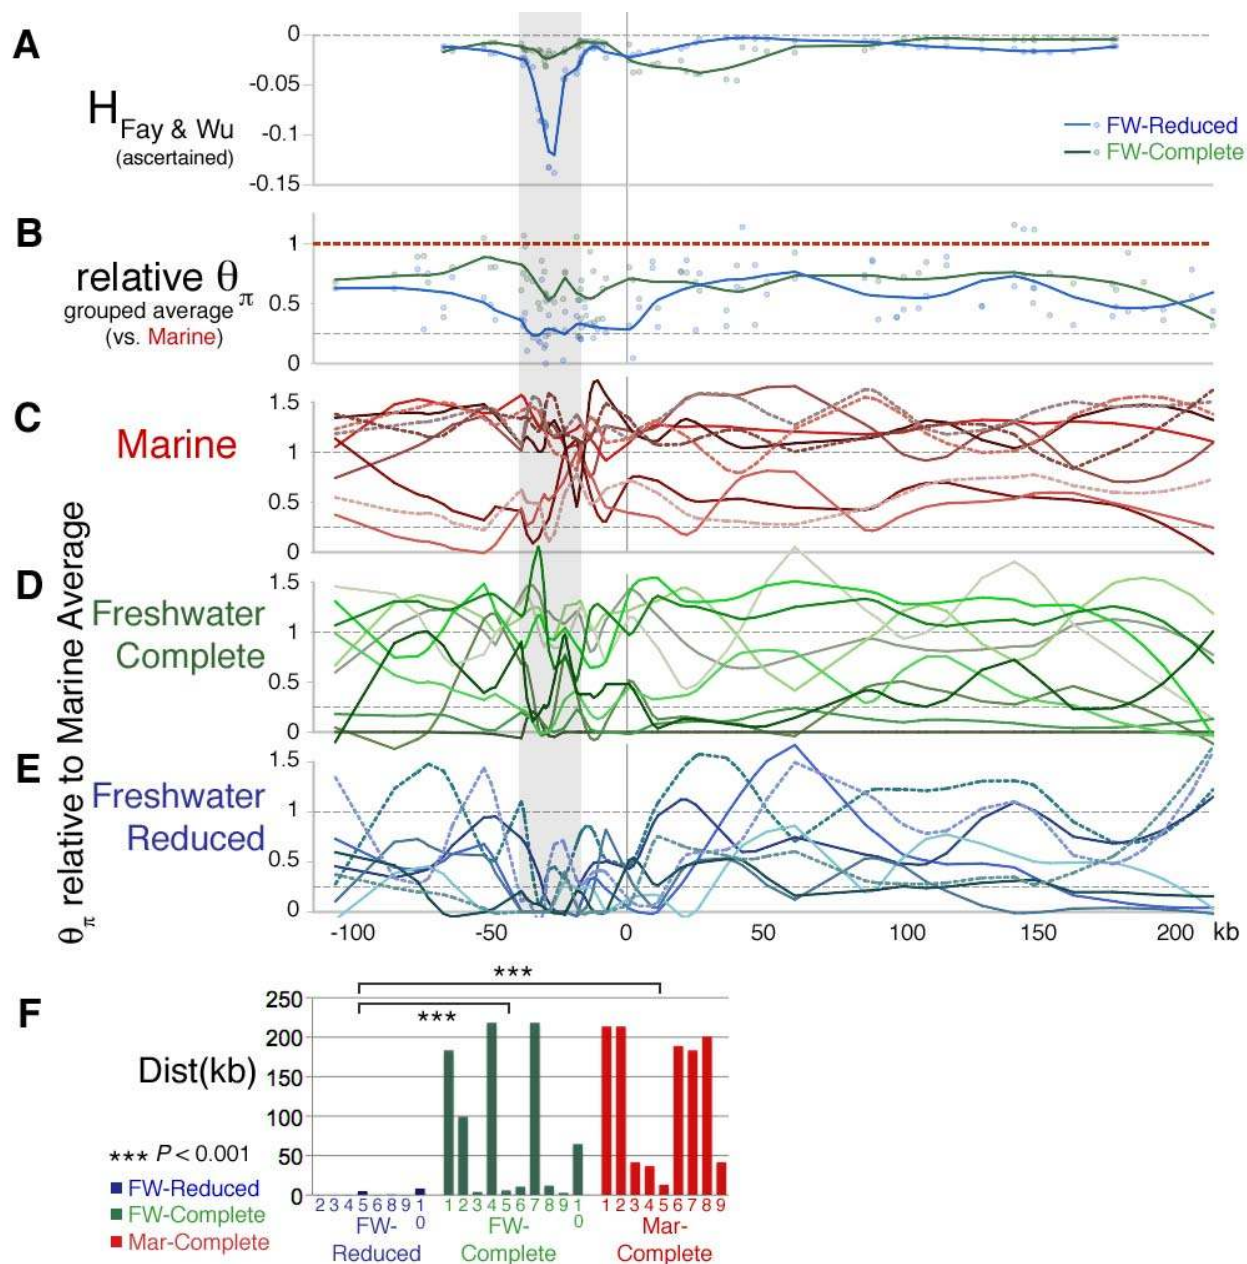 A
0
-0.05
-0.1
-0.15
H Fay & Wu
(ascertained)
FW-Reduced
FW-Complete
B
1
0.5
0
relative θπ
grouped average
(vs. Marine)
C
Marine
1.5
1
0.5
0
D
Freshwater
Complete
1.5
1
0.5
0
E
Freshwater
Reduced
1.5
1
0.5
0
θπ relative to Marine Average
-100 -50 0 50 100 150 200 kb
F
***
***
250
200
150
100
50
0
Dist(kb)
*** P < 0.001
FW-Reduced
FW-Complete
Mar-Complete
2 3 4 5 6 8 9 10 1 2 3 4 5 6 7 8 9 10 1 2 3 4 5 6 7 8 9
FW-Reduced
FW-Complete
Mar-Complete